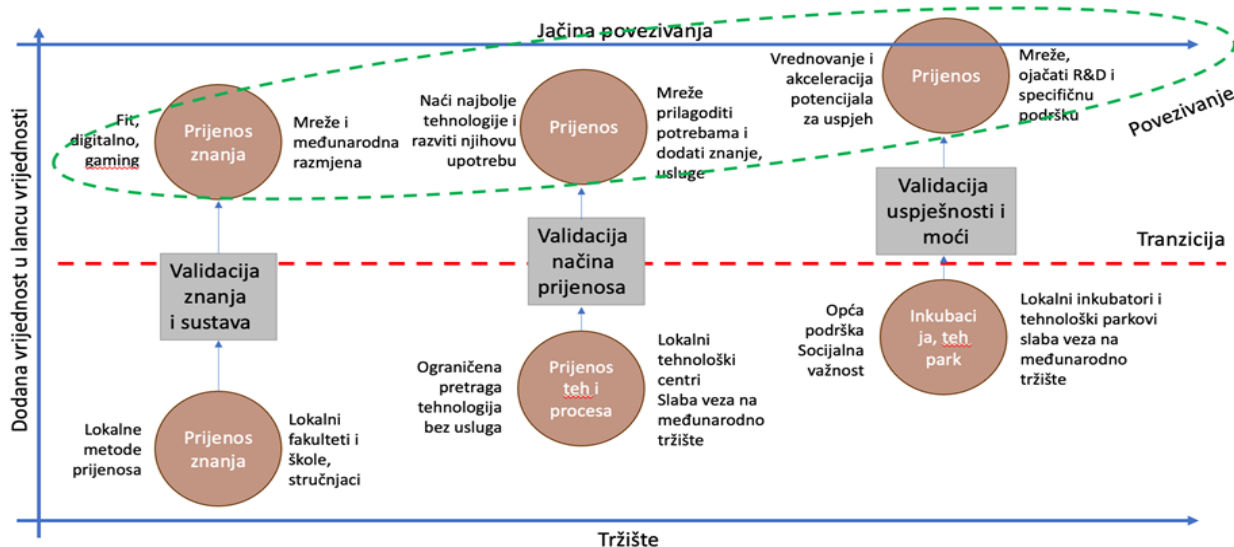 Jačina povezivanja
Dodana vrijednost u lancu vrijednosti
Fit,
digitalno,
gaming
Prijenos
znanja
Mreže i
međunarodna
razmjena
Naći najbolje
tehnologije i
razviti njihovu
upotrebu
Prijenos
Mreže
prilagoditi
potrebama i
dodati znanje,
usluge
Vrednovanje i
akceleracija
potencijala
za uspjeh
Prijenos
Mreže,
ojačati R&D i
specifičnu
podršku
Povezivanje
Validacija
znanja
i sustava
Validacija
načina
prijenosa
Validacija
uspješnosti i
moći
Tranzicija
Lokalne
metode
prijenosa
Prijenos
znanja
Lokalni
fakulteti i
škole,
stručnjaci
Ograničena
pretraga
tehnologija
bez usluga
Prijenos
teh i
procesa
Lokalni
tehnološki
centri
Slaba veza na
međunarodno
tržište
Opća
podrška
Socijalna
važnost
Inkubaci
ja, teh
park
Lokalni inkubatori i
tehnološki parkovi
slaba veza na
međunarodno
tržište
Tržište